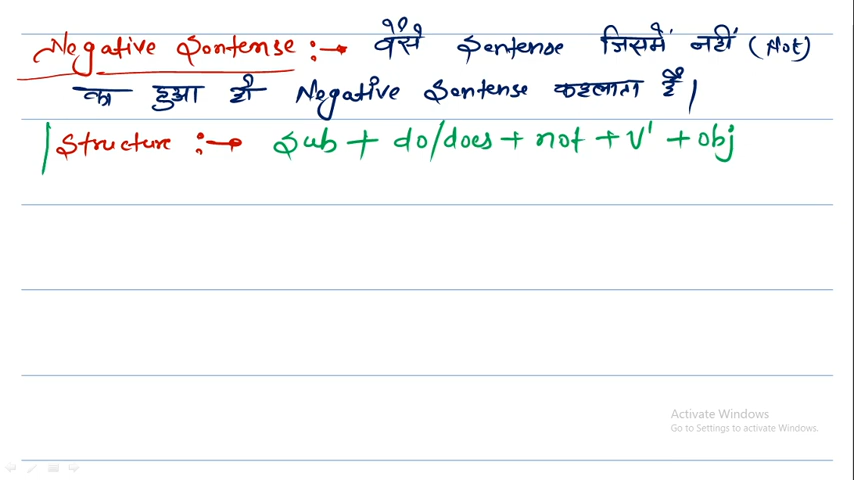 Negative Sontense :→ वैसे Sentense जिसमें नहीं (Not)
का हुआ हो Negative Sentense कहलाता है|
Structure :→ Sub + do/does + not + V¹ + obj
Activate Windows
Go to Settings to activate Windows.